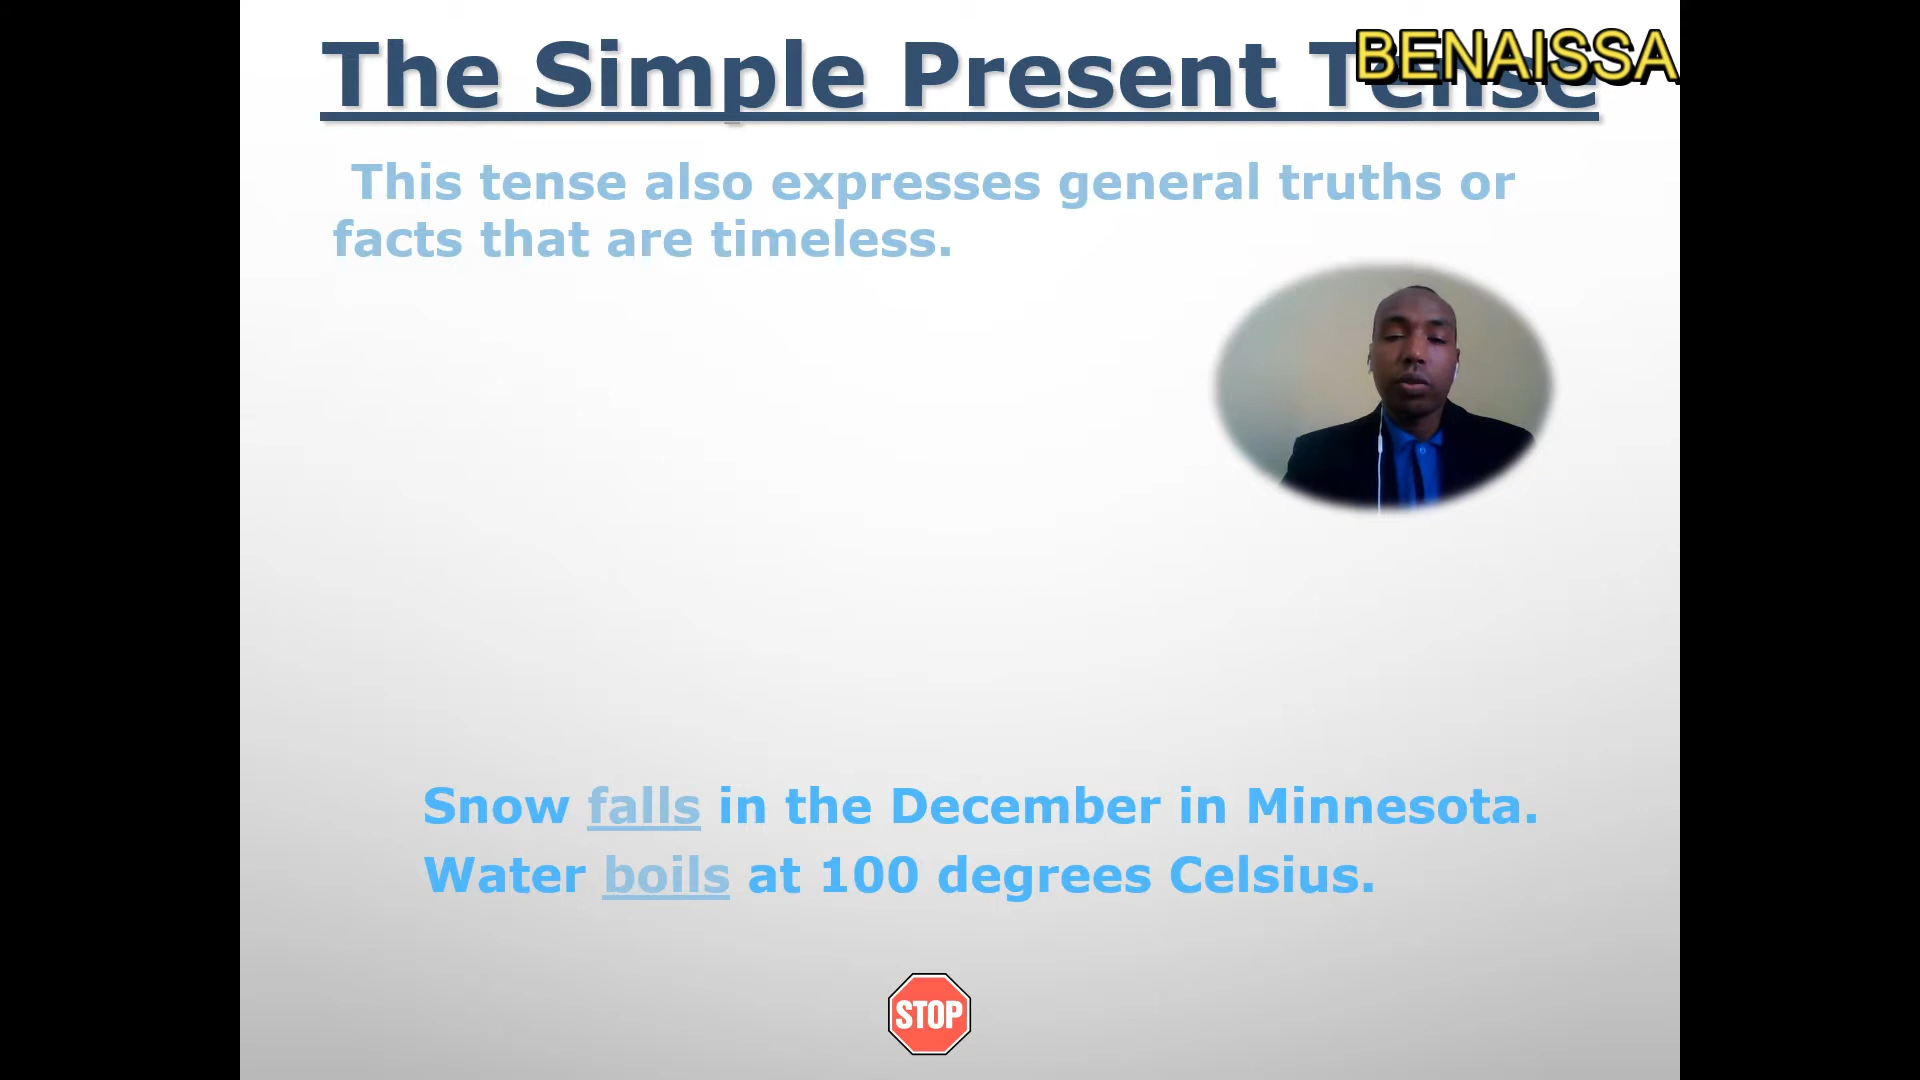 The Simple Present Tense
BENAISSA
This tense also expresses general truths or
facts that are timeless.
Snow falls in the December in Minnesota.
Water boils at 100 degrees Celsius.
STOP